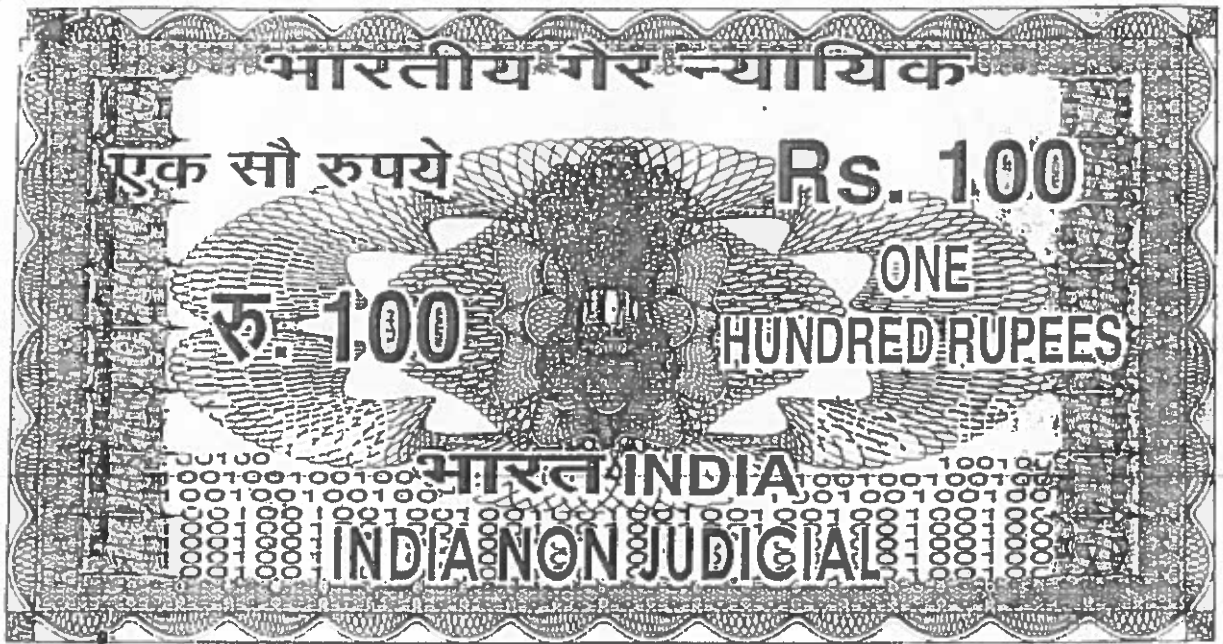 भारतीय गैर न्यायिक
एक सौ रुपये
Rs. 100
रु. 100
ONE
HUNDRED RUPEES
भारत INDIA
INDIA NON JUDICIAL